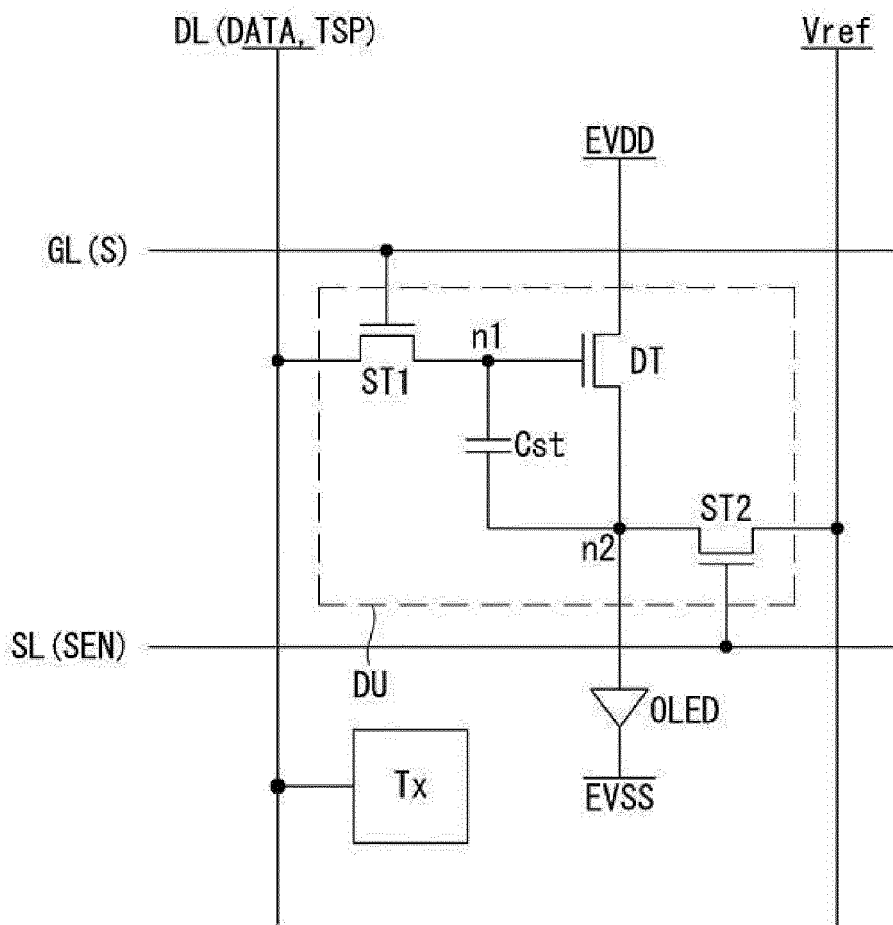 DL(DATA,TSP)
Vref
EVDD
GL(S)
n1
DT
ST1
Cst
ST2
n2
SL(SEN)
DU
OLED
Tx
EVSS